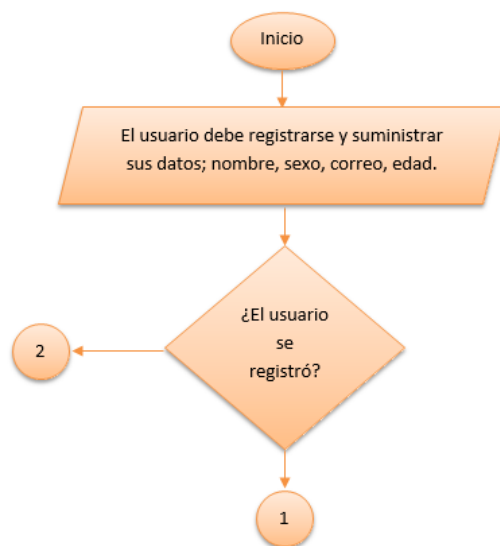 Inicio
El usuario debe registrarse y suministrar
sus datos; nombre, sexo, correo, edad.
¿El usuario
se
registró?
2
1